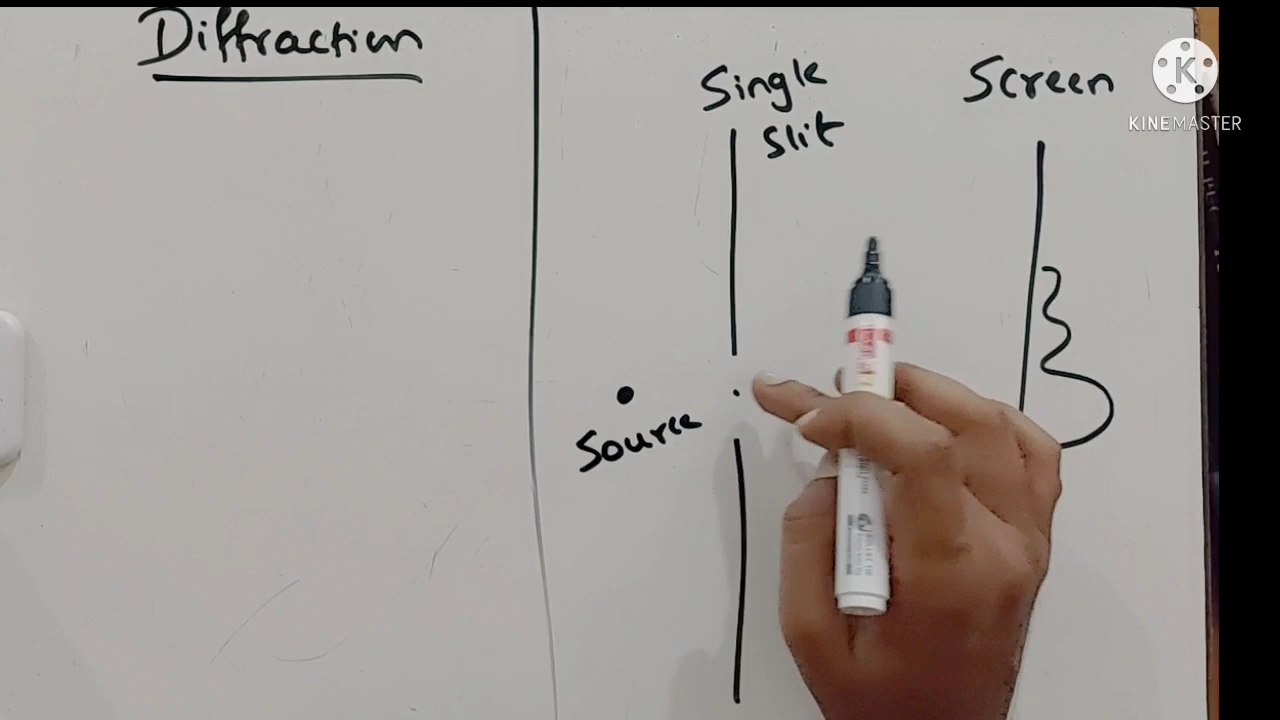 Diffraction
Single
slit
Screen
Source
K
KINEMASTER